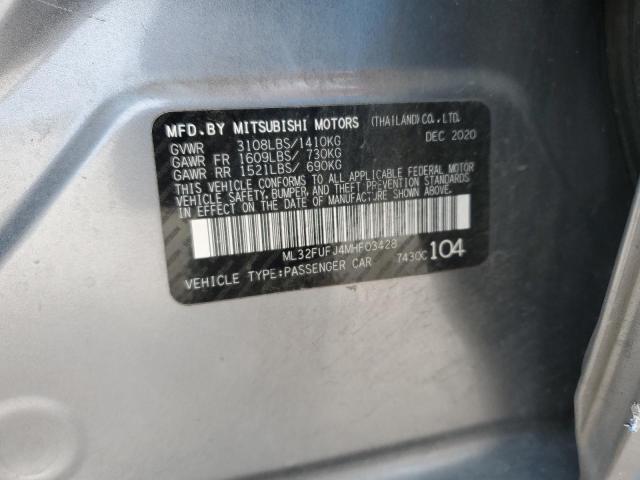 MFD.BY MITSUBISHI MOTORS (THAILAND)CO.,LTD.
GVWR 3108LBS/1410KG DEC 2020
GAWR FR 1609LBS/ 730KG
GAWR RR 1521LBS/ 690KG
THIS VEHICLE CONFORMS TO ALL APPLICABLE FEDERAL MOTOR
VEHICLE SAFETY, BUMPER, AND THEFT PREVENTION STANDARDS
IN EFFECT ON THE DATE OF MANUFACTURE SHOWN ABOVE.
ML32FUFJ4MHF03428
VEHICLE TYPE:PASSENGER CAR 7430C 104